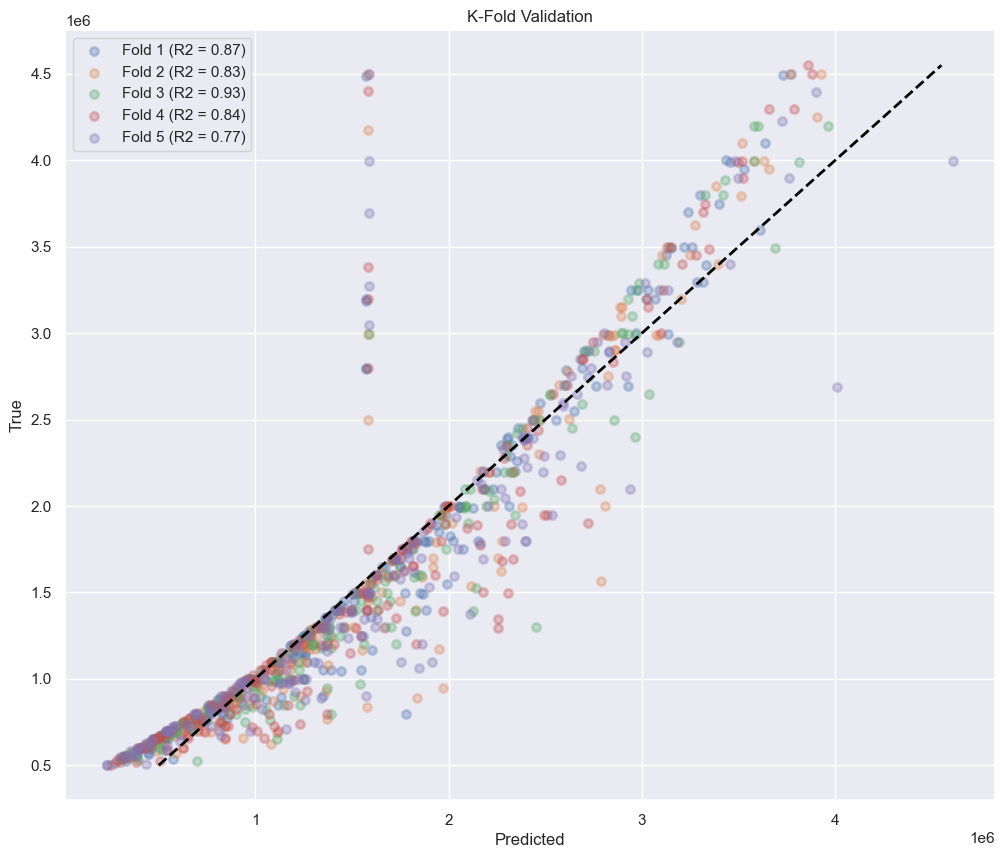 K-Fold Validation
1e6
Fold 1 (R2 = 0.87)
Fold 2 (R2 = 0.83)
Fold 3 (R2 = 0.93)
Fold 4 (R2 = 0.84)
Fold 5 (R2 = 0.77)
4.5
4.0
3.5
3.0
2.5
2.0
1.5
1.0
0.5
True
1 2 3 4
Predicted
1e6